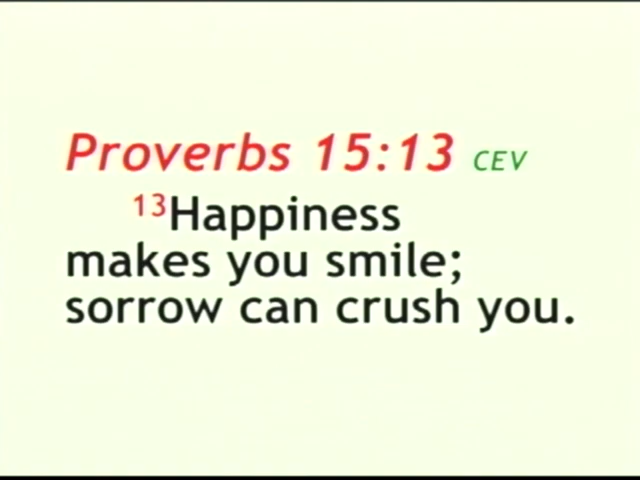 Proverbs 15:13 CEV
13Happiness
makes you smile;
sorrow can crush you.